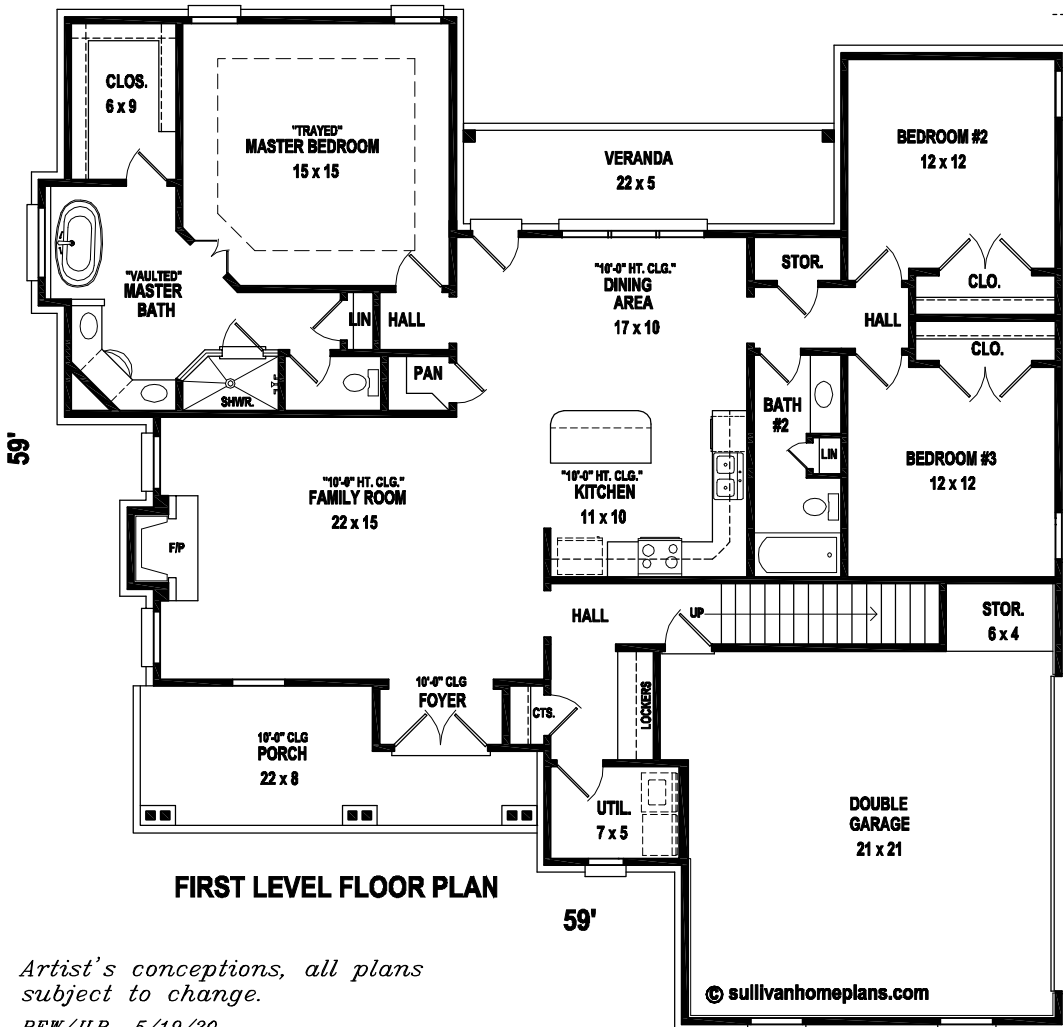 CLOS.
6 x 9
"TRAYED"
MASTER BEDROOM
15 x 15
VERANDA
22 x 5
BEDROOM #2
12 x 12
"VAULTED"
MASTER
BATH
LIN
HALL
"10'-0" HT. CLG."
DINING
AREA
17 x 10
STOR.
CLO.
HALL
CLO.
PAN
SHWR.
BATH
#2
LIN
BEDROOM #3
12 x 12
59'
"10'-0" HT. CLG."
FAMILY ROOM
22 x 15
"10'-0" HT. CLG."
KITCHEN
11 x 10
F/P
HALL
UP
STOR.
6 x 4
10'-0" CLG
FOYER
CTS.
LOCKERS
10'-0" CLG
PORCH
22 x 8
UTIL.
7 x 5
DOUBLE
GARAGE
21 x 21
FIRST LEVEL FLOOR PLAN
59'
Artist's conceptions, all plans
subject to change.
5/19/20
© sullivanhomeplans.com